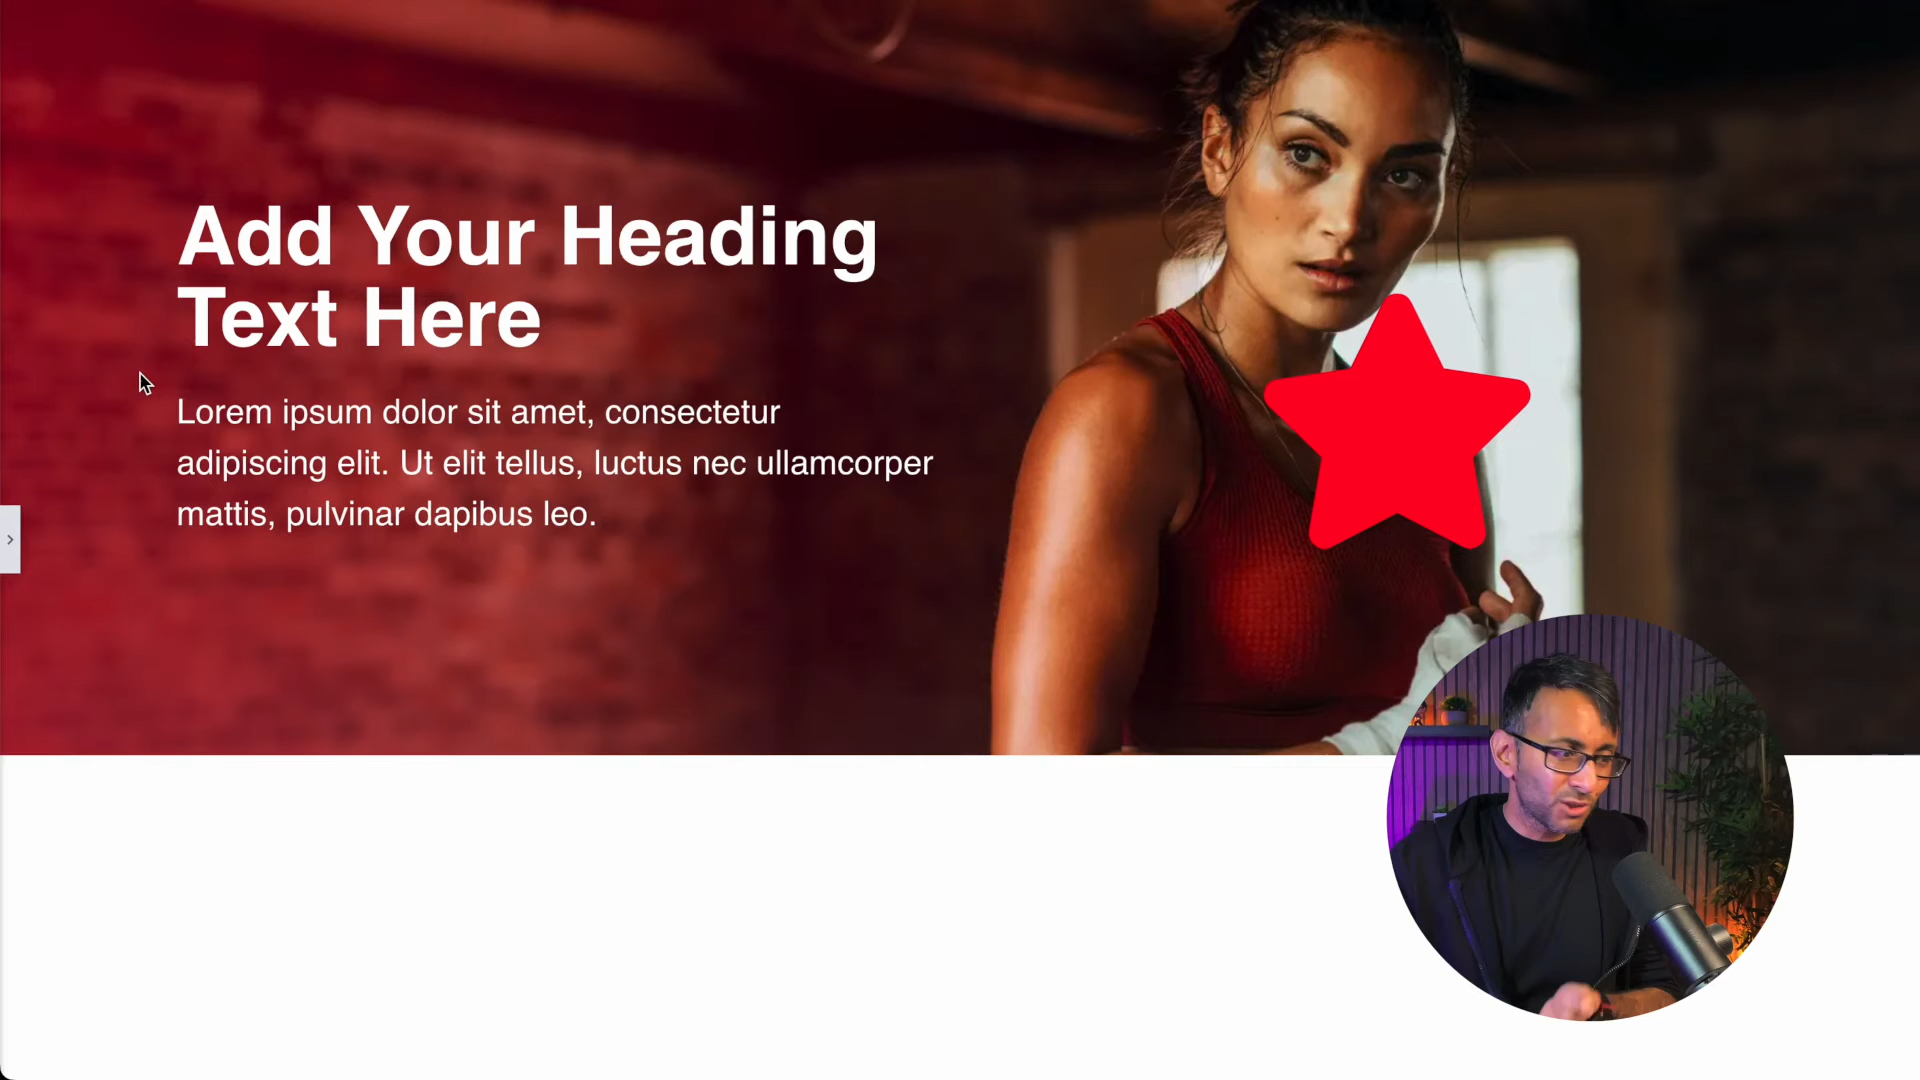 Add Your Heading
Text Here
Lorem ipsum dolor sit amet, consectetur
adipiscing elit. Ut elit tellus, luctus nec ullamcorper
mattis, pulvinar dapibus leo.